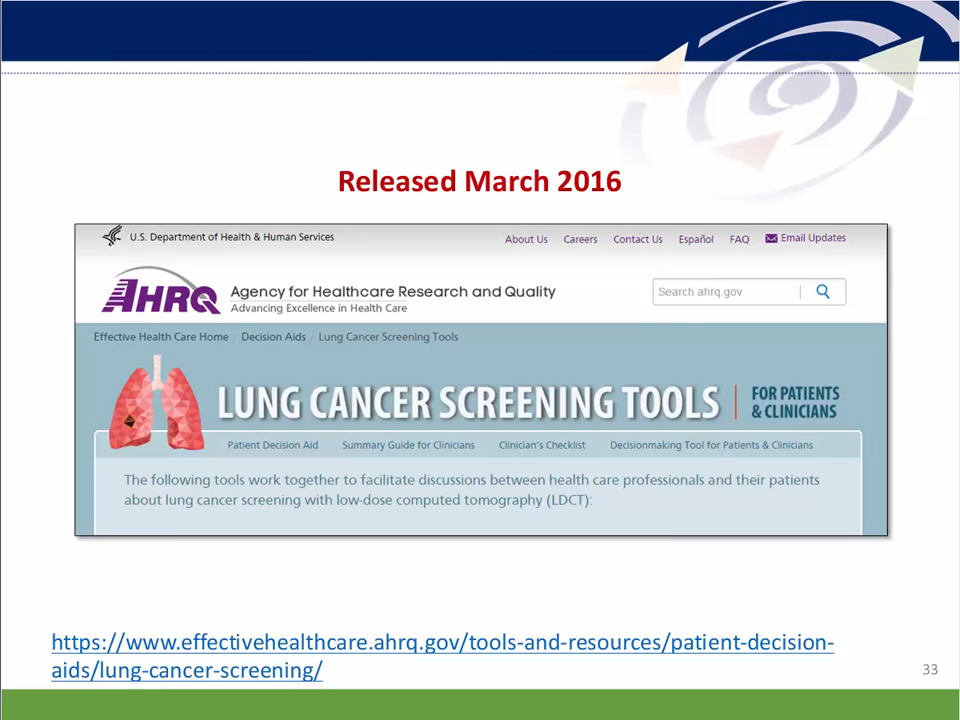 Released March 2016
U.S. Department of Health & Human Services
About Us Careers Contact Us Español FAQ Email Updates
AHRQ
Agency for Healthcare Research and Quality
Advancing Excellence in Health Care
Search ahrq.gov
Effective Health Care Home / Decision Aids / Lung Cancer Screening Tools
LUNG CANCER SCREENING TOOLS | FOR PATIENTS
& CLINICIANS
Patient Decision Aid Summary Guide for Clinicians Clinician's Checklist Decisionmaking Tool for Patients & Clinicians
The following tools work together to facilitate discussions between health care professionals and their patients
about lung cancer screening with low-dose computed tomography (LDCT):
https://www.effectivehealthcare.ahrq.gov/tools-and-resources/patient-decision-
aids/lung-cancer-screening/
33